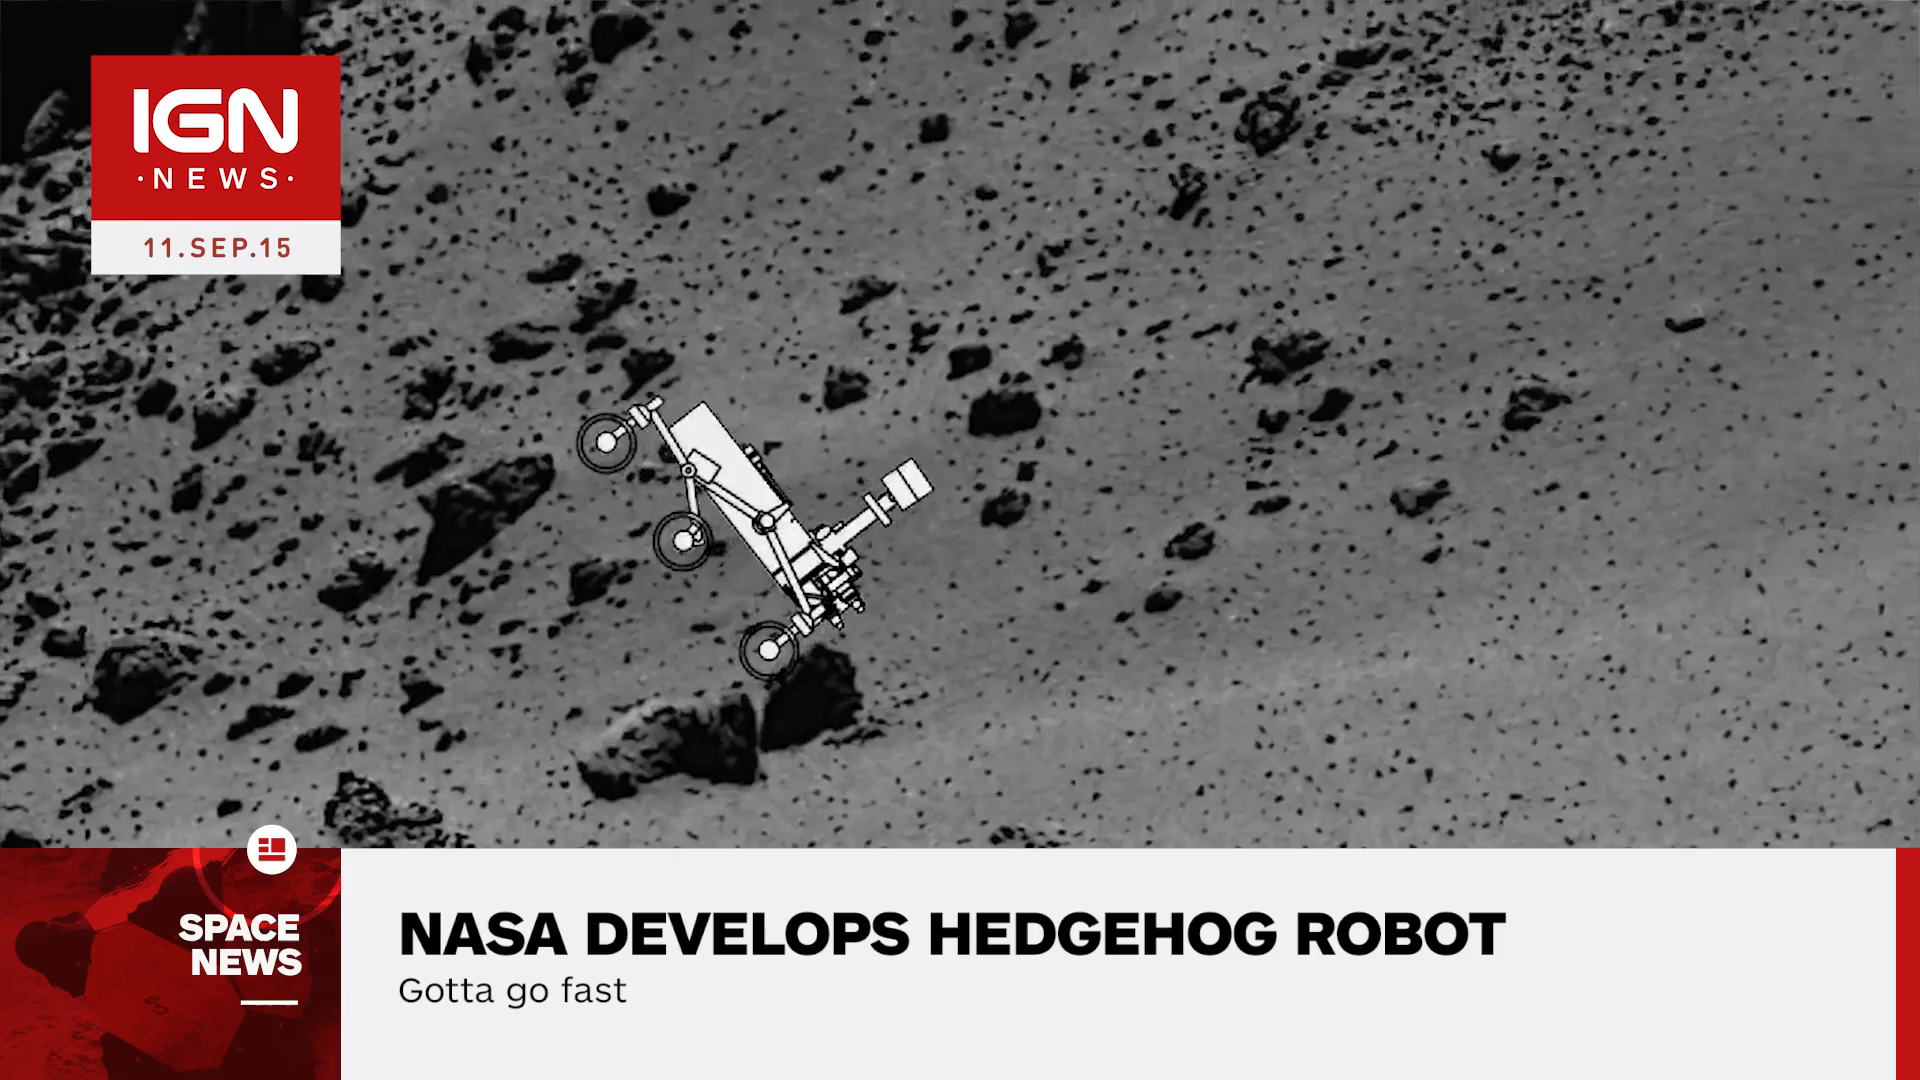 IGN
·NEWS·
11.SEP.15
SPACE
NEWS
NASA DEVELOPS HEDGEHOG ROBOT
Gotta go fast